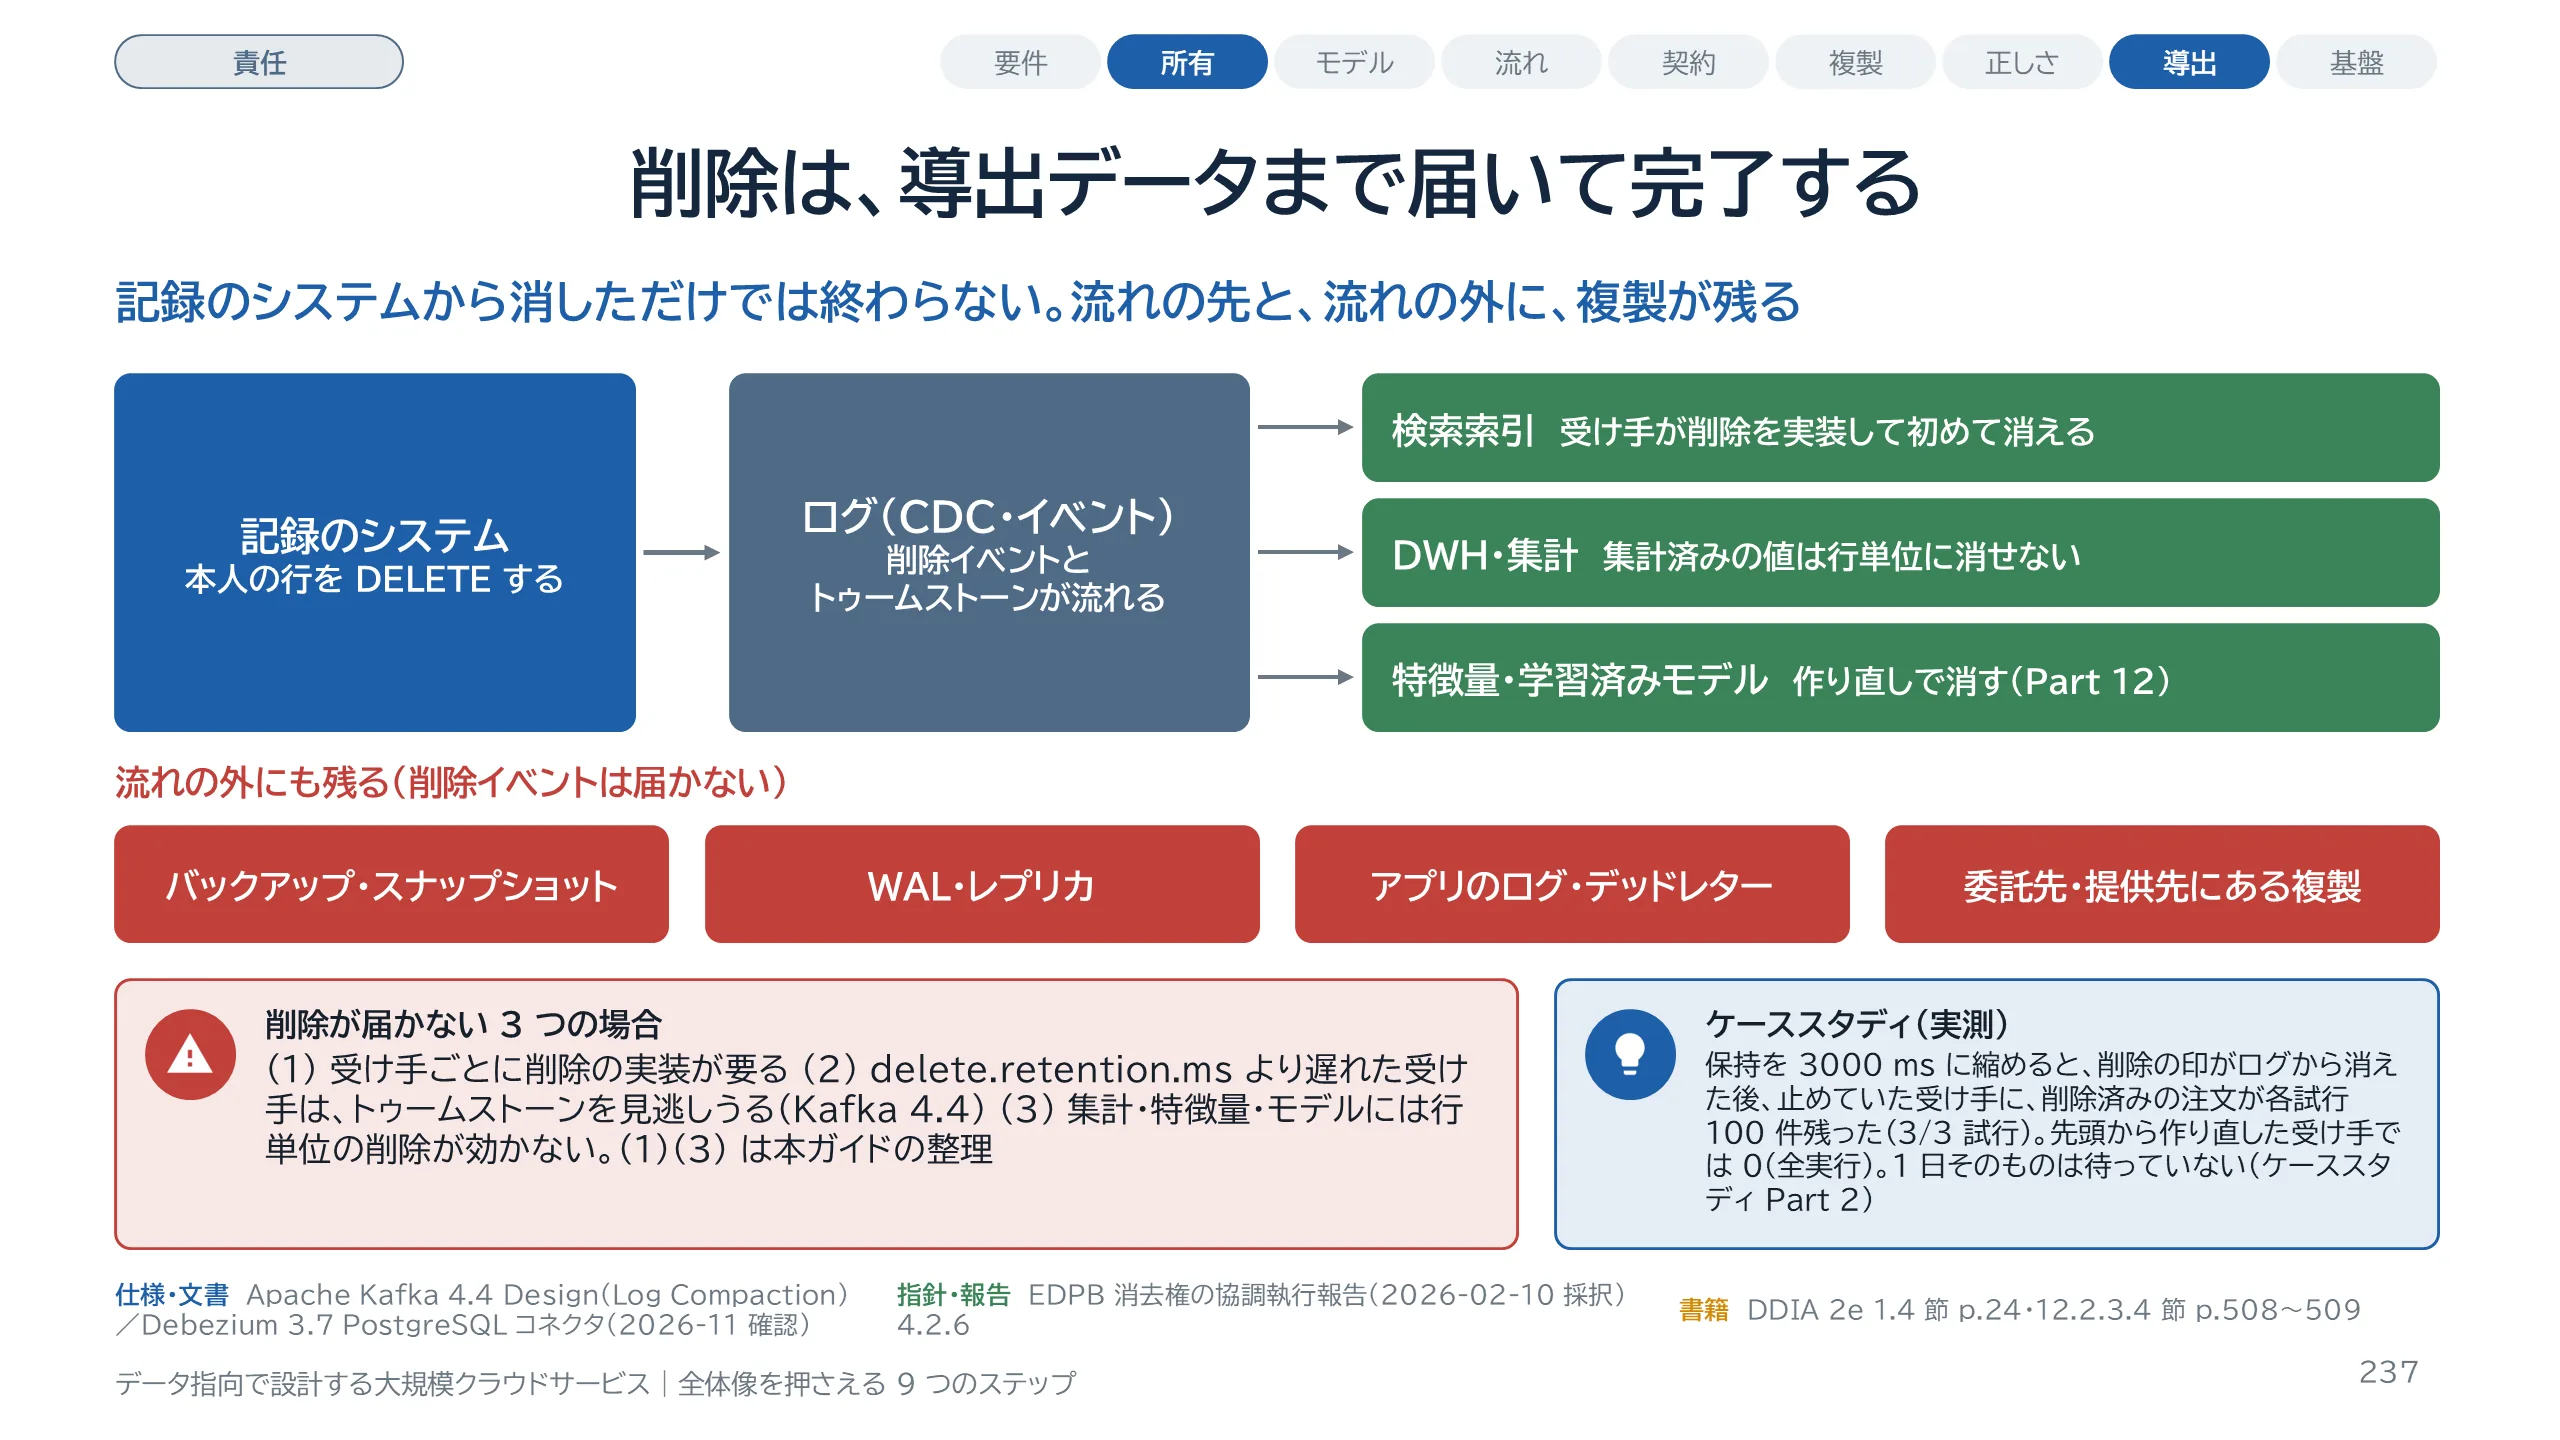 責任
要件
所有
モデル
流れ
契約
複製
正しさ
導出
基盤
削除は、導出データまで届いて完了する
記録のシステムから消しただけでは終わらない。流れの先と、流れの外に、複製が残る
記録のシステム
本人の行を DELETE する
ログ(CDC・イベント)
削除イベントと
トゥームストーンが流れる
検索索引 受け手が削除を実装して初めて消える
DWH・集計 集計済みの値は行単位に消せない
特徴量・学習済みモデル 作り直しで消す(Part 12)
流れの外にも残る(削除イベントは届かない)
バックアップ・スナップショット
WAL・レプリカ
アプリのログ・デッドレター
委託先・提供先にある複製
削除が届かない 3 つの場合
(1) 受け手ごとに削除の実装が要る (2) delete.retention.ms より遅れた受け
手は、トゥームストーンを見逃しうる(Kafka 4.4) (3) 集計・特徴量・モデルには行
単位の削除が効かない。(1)(3) は本ガイドの整理
ケーススタディ(実測)
保持を 3000 ms に縮めると、削除の印がログから消え
た後、止めていた受け手に、削除済みの注文が各試行
100 件残った(3/3 試行)。先頭から作り直した受け手で
は 0(全実行)。1 日そのものは待っていない(ケーススタ
ディ Part 2)
仕様・文書 Apache Kafka 4.4 Design(Log Compaction)
／Debezium 3.7 PostgreSQL コネクタ(2026-11 確認)
指針・報告 EDPB 消去権の協調執行報告(2026-02-10 採択)
4.2.6
書籍 DDIA 2e 1.4 節 p.24・12.2.3.4 節 p.508〜509
データ指向で設計する大規模クラウドサービス｜全体像を押さえる 9 つのステップ
237